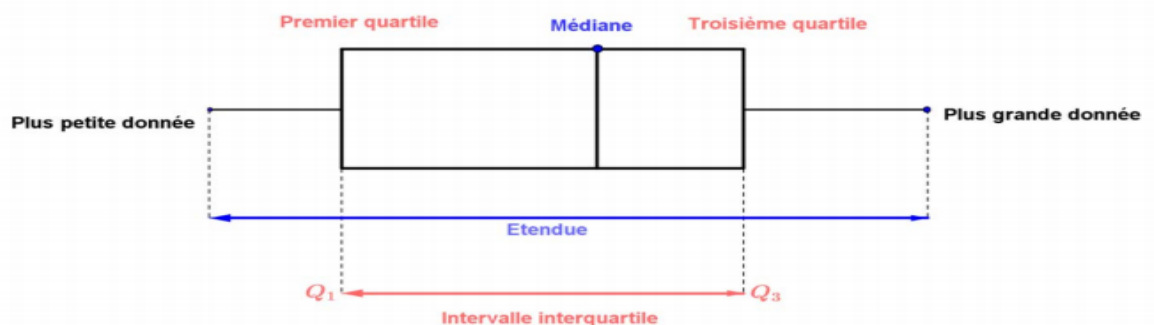 Premier quartile
Médiane
Troisième quartile
Plus petite donnée
Plus grande donnée
Etendue
Q1
Q3
Intervalle interquartile